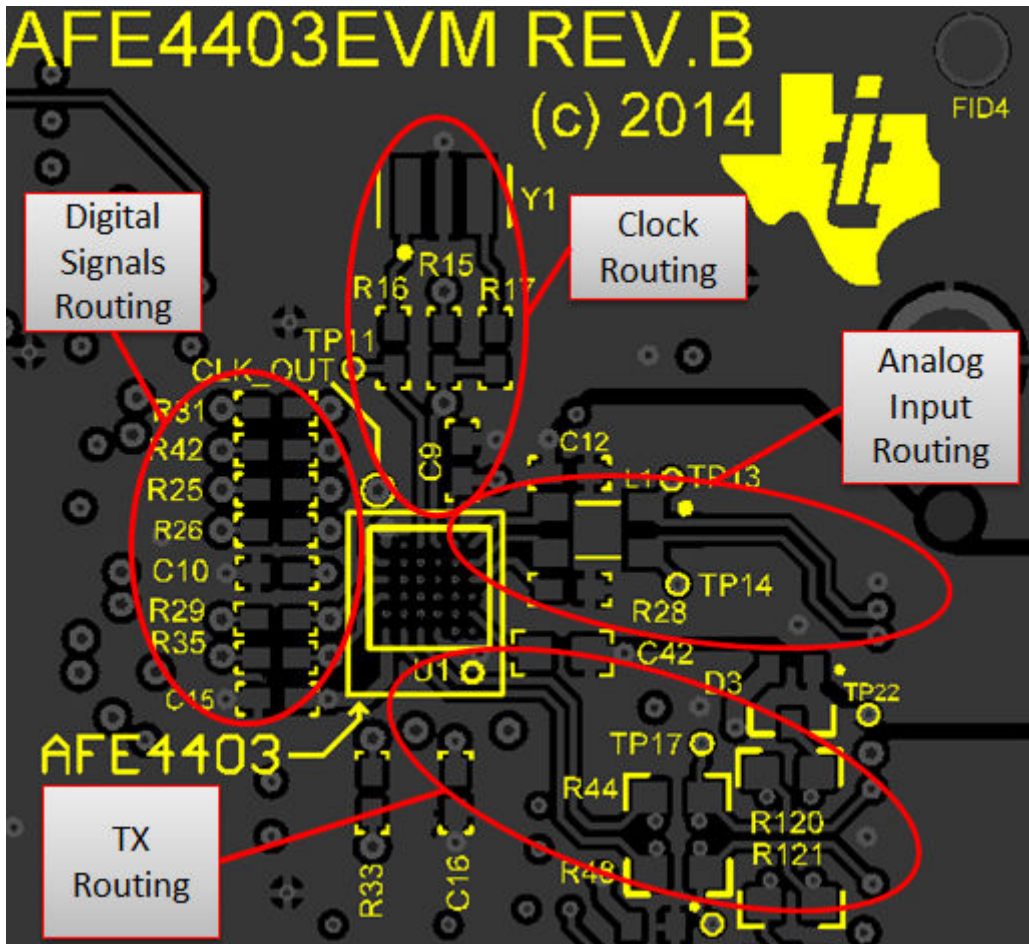 AFE4403EVM REV.B
(c) 2014
FID4
Digital
Signals
Routing
Y1
Clock
Routing
R15
R16
R17
TP11
CLK_OUT
Analog
Input
Routing
R31
R42
R25
R26
C10
R29
R35
C15
C9
C12
L1
TP13
TP14
R28
U1
C42
AFE4403
D3
TP22
TP17
R44
R120
R121
R48
TX
Routing
R33
C16